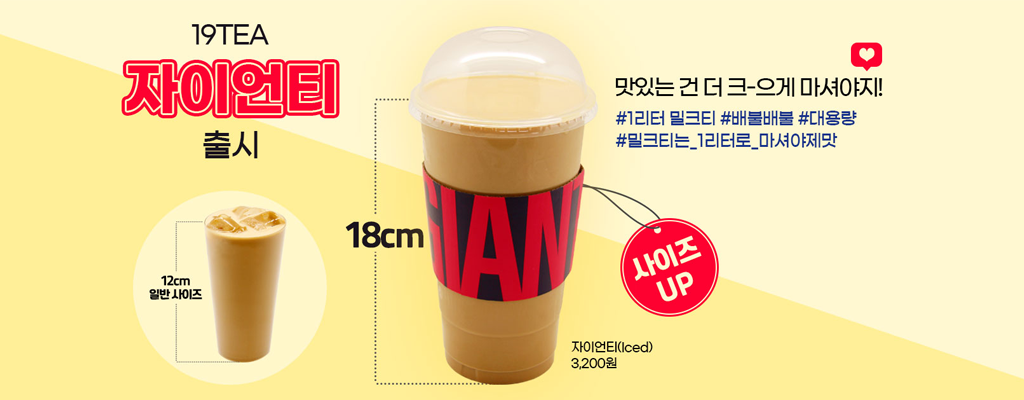 19TEA
자이언티
출시
12cm
일반 사이즈
18cm
GIANT
맛있는 건 더 크-으게 마셔야지!
#1리터 밀크티 #배불배불 #대용량
#밀크티는_1리터로_마셔야제맛
사이즈
UP
자이언티(Iced)
3,200원